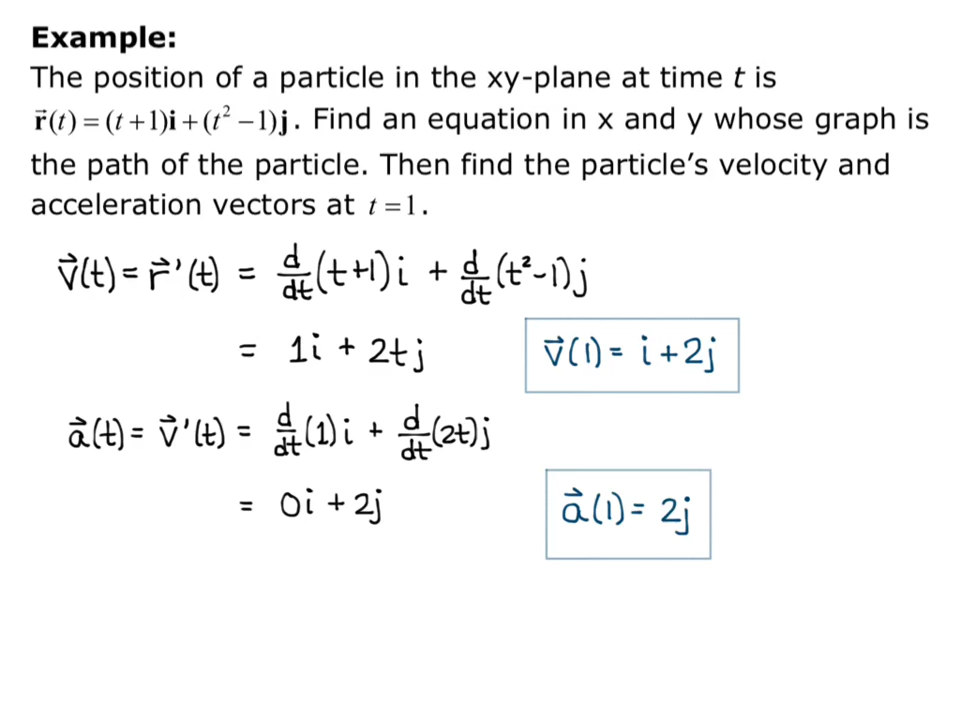 Example:
The position of a particle in the xy-plane at time t is
r⃗(t) = (t + 1)i + (t² − 1)j. Find an equation in x and y whose graph is
the path of the particle. Then find the particle’s velocity and
acceleration vectors at t = 1.
v⃗(t) = r⃗'(t) = d/dt (t+1)i + d/dt (t²-1)j
= 1i + 2tj
v⃗(1) = i + 2j
a⃗(t) = v⃗'(t) = d/dt (1)i + d/dt (2t)j
= 0i + 2j
a⃗(1) = 2j